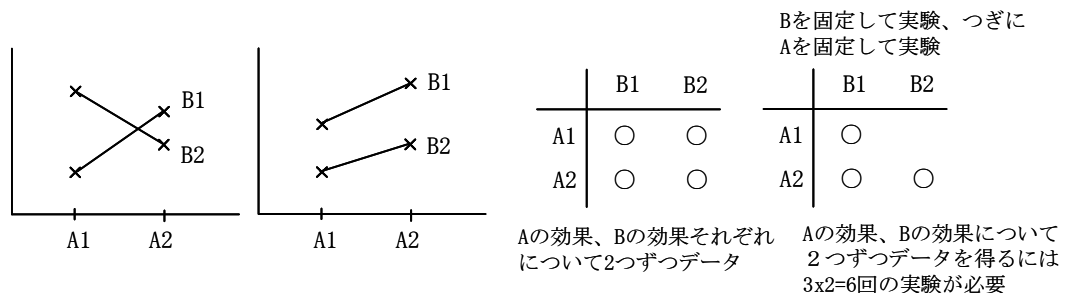 B1
B2
A1
A2
B1
B2
A1
A2
B1 B2
A1
A2
Aの効果、Bの効果それぞれ
について2つずつデータ
Bを固定して実験、つぎに
Aを固定して実験
B1 B2
A1
A2
Aの効果、Bの効果について
２つずつデータを得るには
3x2=6回の実験が必要